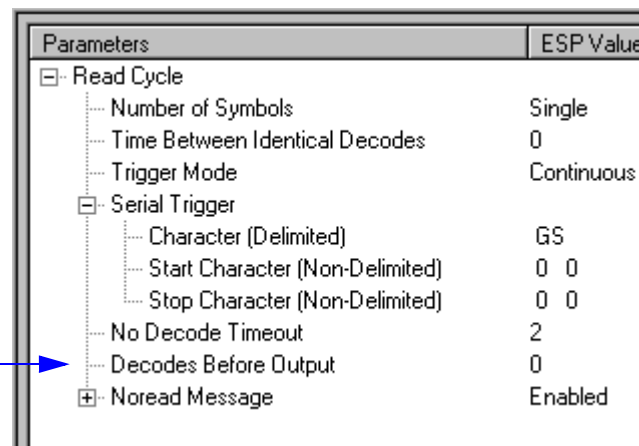 Parameters ESP Value
Read Cycle
Number of Symbols Single
Time Between Identical Decodes 0
Trigger Mode Continuous
Serial Trigger
Character (Delimited) GS
Start Character (Non-Delimited) 0 0
Stop Character (Non-Delimited) 0 0
No Decode Timeout 2
Decodes Before Output 0
Noread Message Enabled